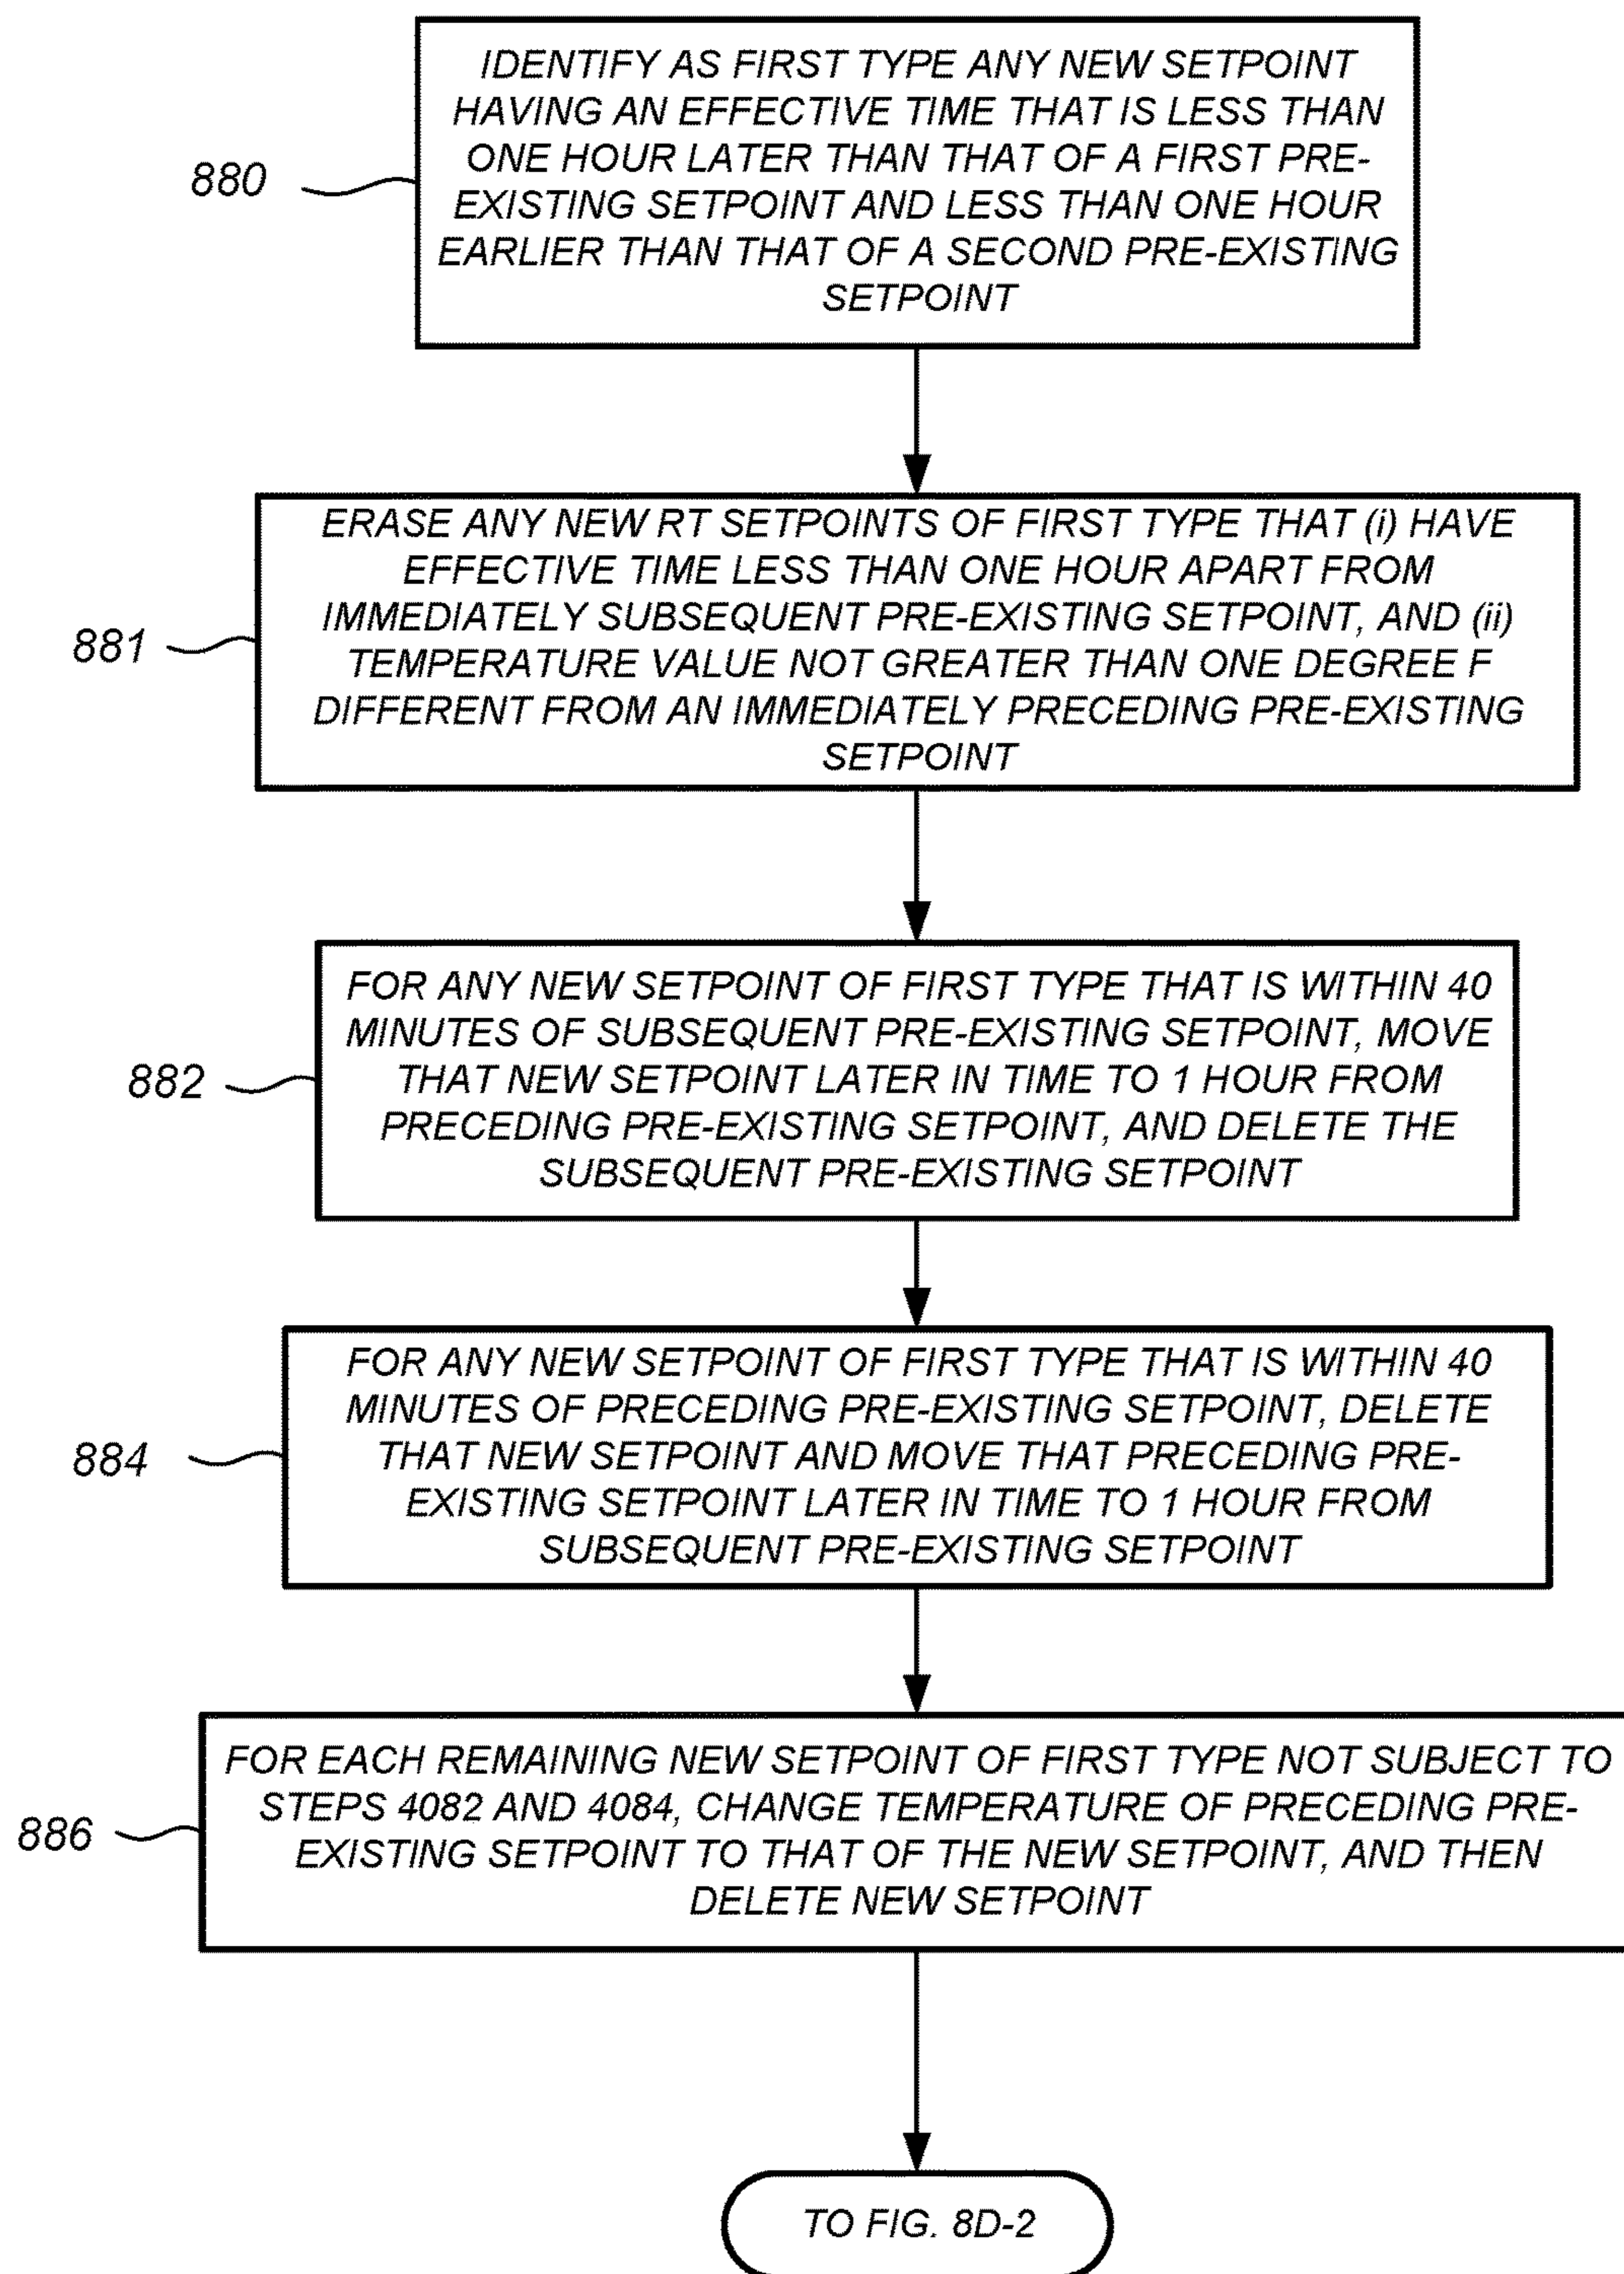 880
IDENTIFY AS FIRST TYPE ANY NEW SETPOINT
HAVING AN EFFECTIVE TIME THAT IS LESS THAN
ONE HOUR LATER THAN THAT OF A FIRST PRE-
EXISTING SETPOINT AND LESS THAN ONE HOUR
EARLIER THAN THAT OF A SECOND PRE-EXISTING
SETPOINT
881
ERASE ANY NEW RT SETPOINTS OF FIRST TYPE THAT (i) HAVE
EFFECTIVE TIME LESS THAN ONE HOUR APART FROM
IMMEDIATELY SUBSEQUENT PRE-EXISTING SETPOINT, AND (ii)
TEMPERATURE VALUE NOT GREATER THAN ONE DEGREE F
DIFFERENT FROM AN IMMEDIATELY PRECEDING PRE-EXISTING
SETPOINT
882
FOR ANY NEW SETPOINT OF FIRST TYPE THAT IS WITHIN 40
MINUTES OF SUBSEQUENT PRE-EXISTING SETPOINT, MOVE
THAT NEW SETPOINT LATER IN TIME TO 1 HOUR FROM
PRECEDING PRE-EXISTING SETPOINT, AND DELETE THE
SUBSEQUENT PRE-EXISTING SETPOINT
884
FOR ANY NEW SETPOINT OF FIRST TYPE THAT IS WITHIN 40
MINUTES OF PRECEDING PRE-EXISTING SETPOINT, DELETE
THAT NEW SETPOINT AND MOVE THAT PRECEDING PRE-
EXISTING SETPOINT LATER IN TIME TO 1 HOUR FROM
SUBSEQUENT PRE-EXISTING SETPOINT
886
FOR EACH REMAINING NEW SETPOINT OF FIRST TYPE NOT SUBJECT TO
STEPS 4082 AND 4084, CHANGE TEMPERATURE OF PRECEDING PRE-
EXISTING SETPOINT TO THAT OF THE NEW SETPOINT, AND THEN
DELETE NEW SETPOINT
TO FIG. 8D-2